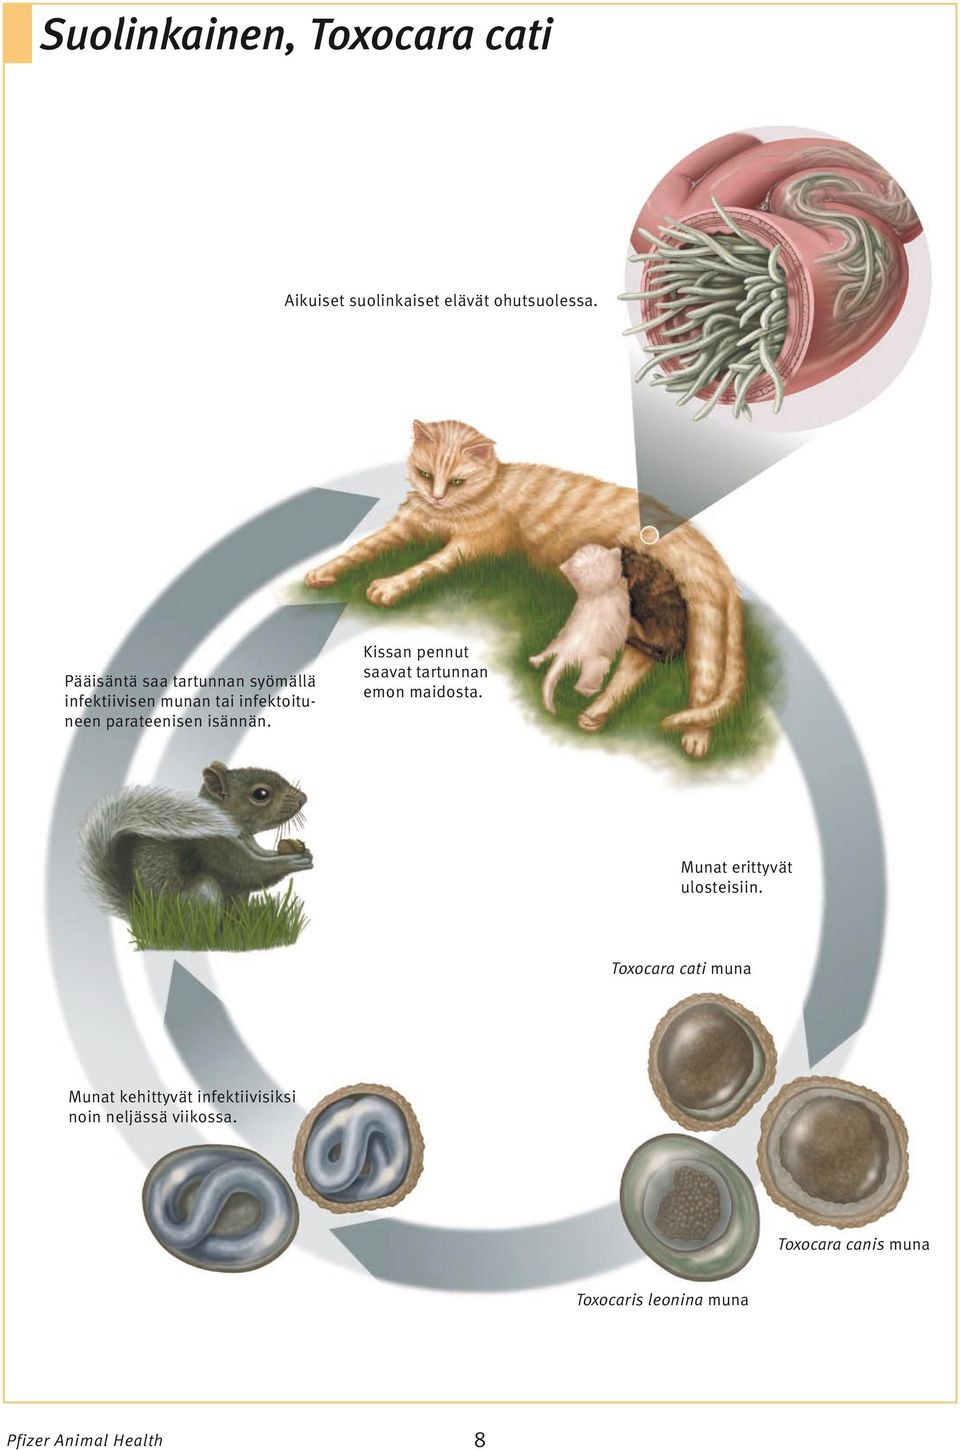 Suolinkainen, Toxocara cati
Aikuiset suolinkaiset elävät ohutsuolessa.
Kissan pennut
saavat tartunnan
emon maidosta.
Pääisäntä saa tartunnan syömällä
infektiivisen munan tai infektoitu-
neen parateenisen isännän.
Munat erittyvät
ulosteisiin.
Toxocara cati muna
Munat kehittyvät infektiivisiksi
noin neljässä viikossa.
Toxocara canis muna
Toxocaris leonina muna
Pfizer Animal Health 8